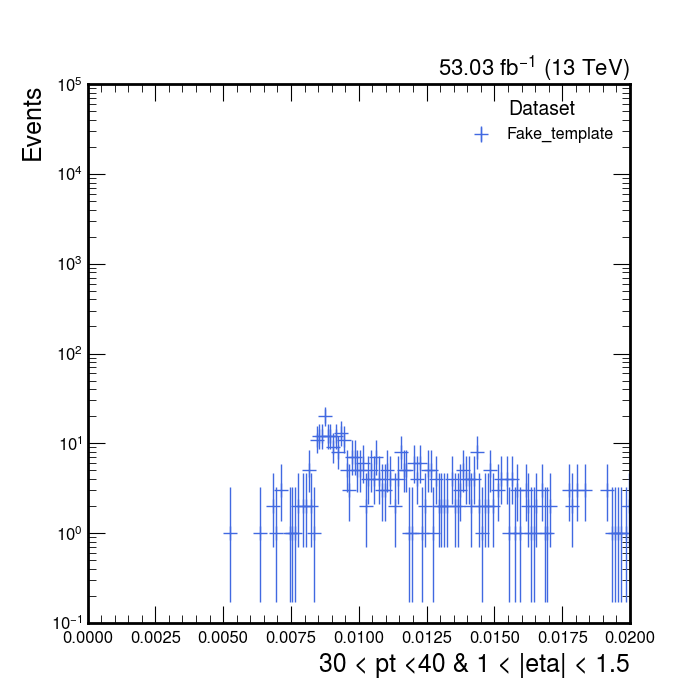 53.03 fb⁻¹ (13 TeV)
Events
Dataset
Fake_template
10⁵
10⁴
10³
10²
10¹
10⁰
10⁻¹
0.0000 0.0025 0.0050 0.0075 0.0100 0.0125 0.0150 0.0175 0.0200
30 < pt <40 & 1 < |eta| < 1.5